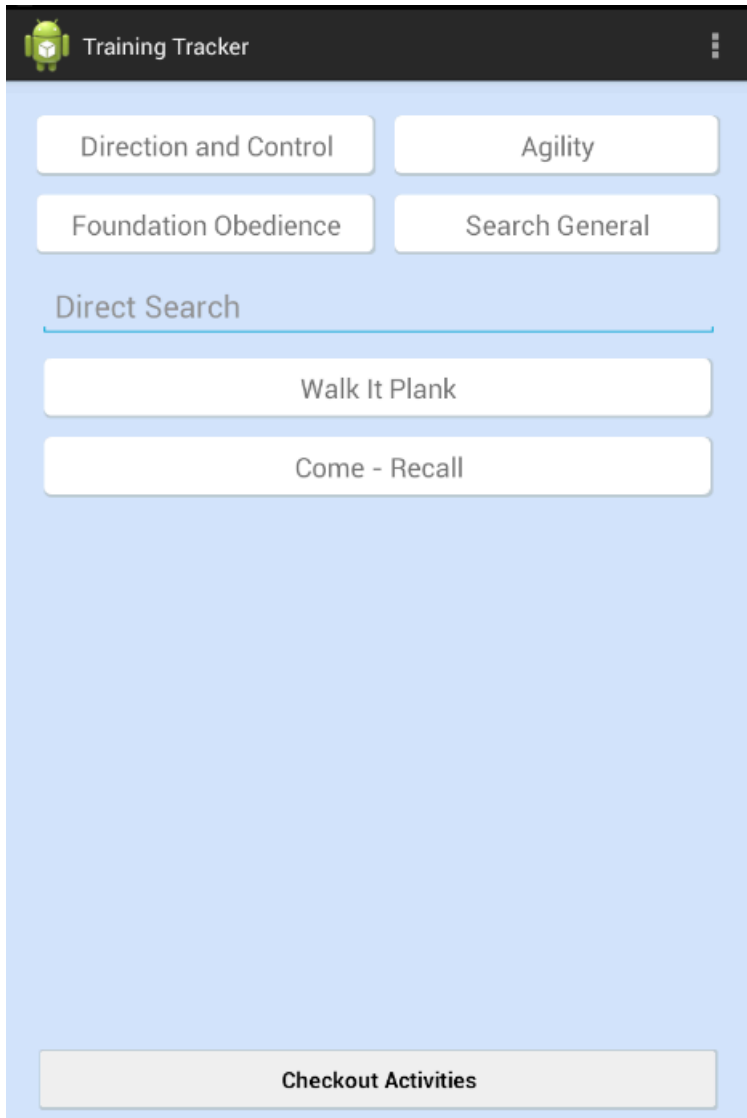 Training Tracker
Direction and Control
Agility
Foundation Obedience
Search General
Direct Search
Walk It Plank
Come - Recall
Checkout Activities